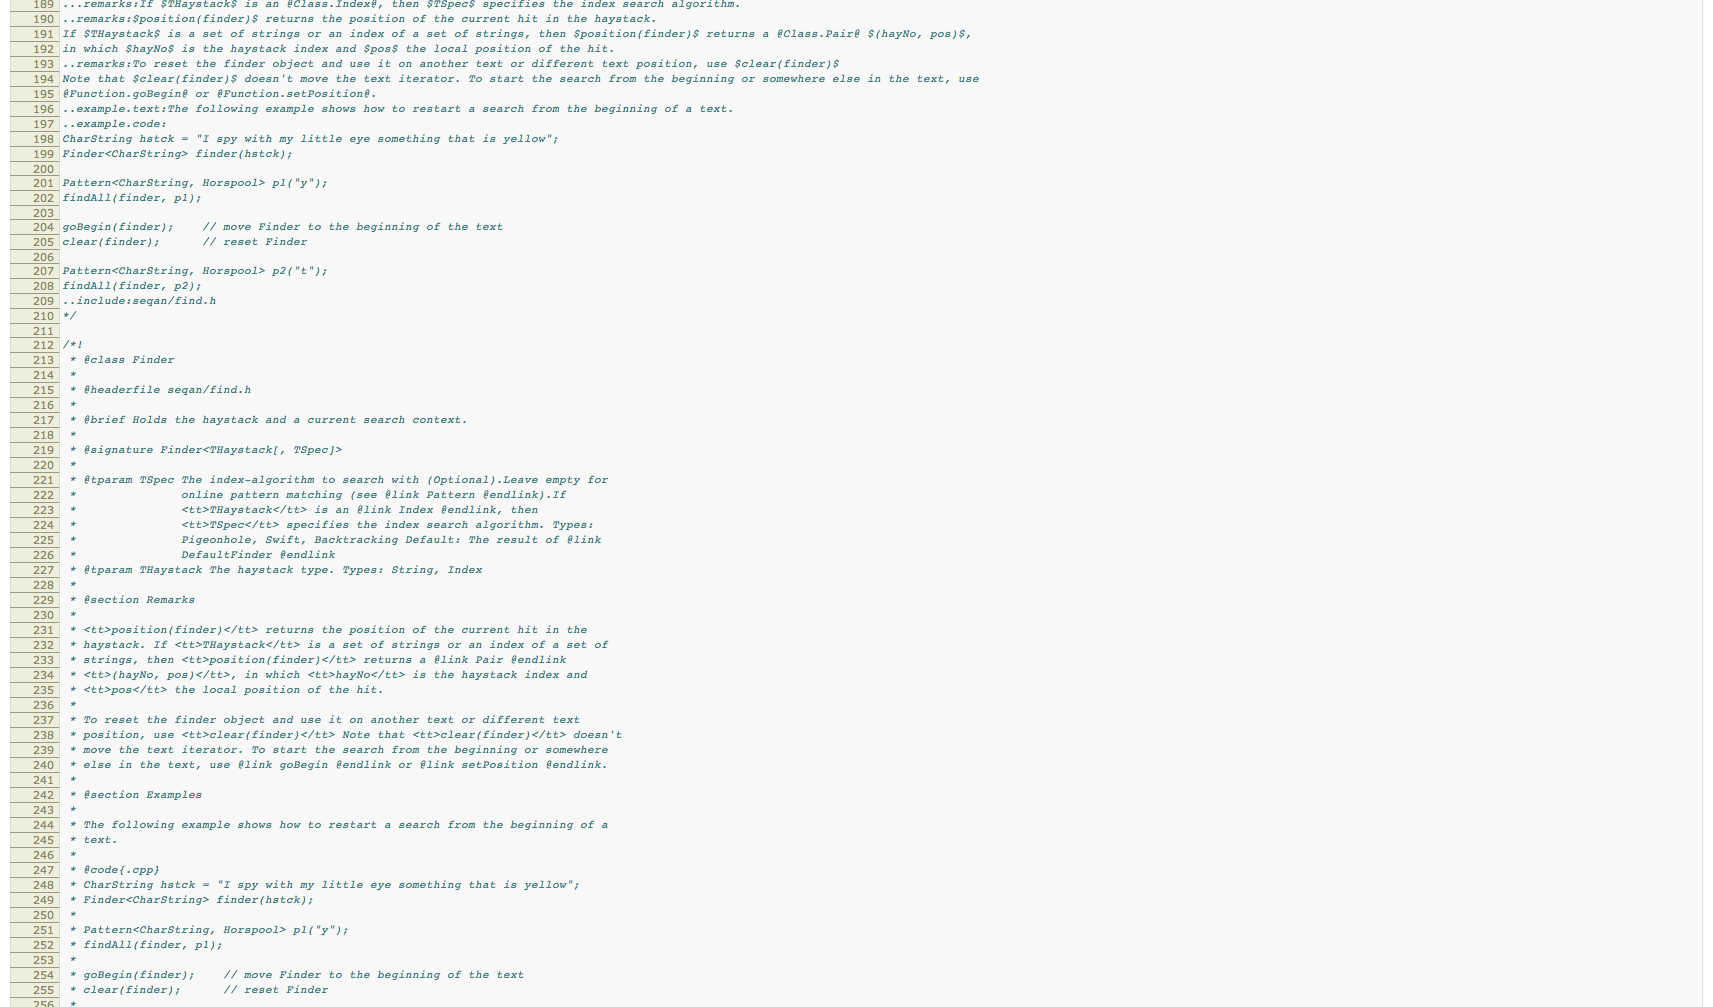 189 ...remarks:If $THaystack$ is an @Class.Index@, then $TSpec$ specifies the index search algorithm.
190 ..remarks:$position(finder)$ returns the position of the current hit in the haystack.
191 If $THaystack$ is a set of strings or an index of a set of strings, then $position(finder)$ returns a @Class.Pair@ $(hayNo, pos)$,
192 in which $hayNo$ is the haystack index and $pos$ the local position of the hit.
193 ..remarks:To reset the finder object and use it on another text or different text position, use $clear(finder)$
194 Note that $clear(finder)$ doesn't move the text iterator. To start the search from the beginning or somewhere else in the text, use
195 @Function.goBegin@ or @Function.setPosition@.
196 ..example.text:The following example shows how to restart a search from the beginning of a text.
197 ..example.code:
198 CharString hstck = "I spy with my little eye something that is yellow";
199 Finder<CharString> finder(hstck);
200
201 Pattern<CharString, Horspool> p1("y");
202 findAll(finder, p1);
203
204 goBegin(finder);    // move Finder to the beginning of the text
205 clear(finder);      // reset Finder
206
207 Pattern<CharString, Horspool> p2("t");
208 findAll(finder, p2);
209 ..include:seqan/find.h
210 */
211
212 /*!
213  * @class Finder
214  *
215  * @headerfile seqan/find.h
216  *
217  * @brief Holds the haystack and a current search context.
218  *
219  * @signature Finder<THaystack[, TSpec]>
220  *
221  * @tparam TSpec The index-algorithm to search with (Optional).Leave empty for
222  *               online pattern matching (see @link Pattern @endlink).If
223  *               <tt>THaystack</tt> is an @link Index @endlink, then
224  *               <tt>TSpec</tt> specifies the index search algorithm. Types:
225  *               Pigeonhole, Swift, Backtracking Default: The result of @link
226  *               DefaultFinder @endlink
227  * @tparam THaystack The haystack type. Types: String, Index
228  *
229  * @section Remarks
230  *
231  * <tt>position(finder)</tt> returns the position of the current hit in the
232  * haystack. If <tt>THaystack</tt> is a set of strings or an index of a set of
233  * strings, then <tt>position(finder)</tt> returns a @link Pair @endlink
234  * <tt>(hayNo, pos)</tt>, in which <tt>hayNo</tt> is the haystack index and
235  * <tt>pos</tt> the local position of the hit.
236  *
237  * To reset the finder object and use it on another text or different text
238  * position, use <tt>clear(finder)</tt> Note that <tt>clear(finder)</tt> doesn't
239  * move the text iterator. To start the search from the beginning or somewhere
240  * else in the text, use @link goBegin @endlink or @link setPosition @endlink.
241  *
242  * @section Examples
243  *
244  * The following example shows how to restart a search from the beginning of a
245  * text.
246  *
247  * @code{.cpp}
248  * CharString hstck = "I spy with my little eye something that is yellow";
249  * Finder<CharString> finder(hstck);
250  *
251  * Pattern<CharString, Horspool> p1("y");
252  * findAll(finder, p1);
253  *
254  * goBegin(finder);    // move Finder to the beginning of the text
255  * clear(finder);      // reset Finder
256  *